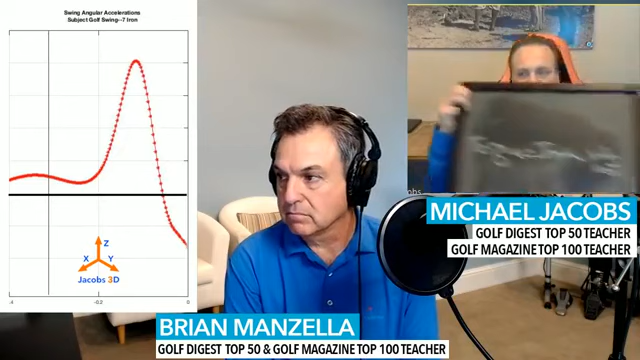 Swing Angular Accelerations
Subject Golf Swing--7 Iron
Z
X
Y
Jacobs 3D
-0.2
0
MICHAEL JACOBS
GOLF DIGEST TOP 50 TEACHER
GOLF MAGAZINE TOP 100 TEACHER
BRIAN MANZELLA
GOLF DIGEST TOP 50 & GOLF MAGAZINE TOP 100 TEACHER